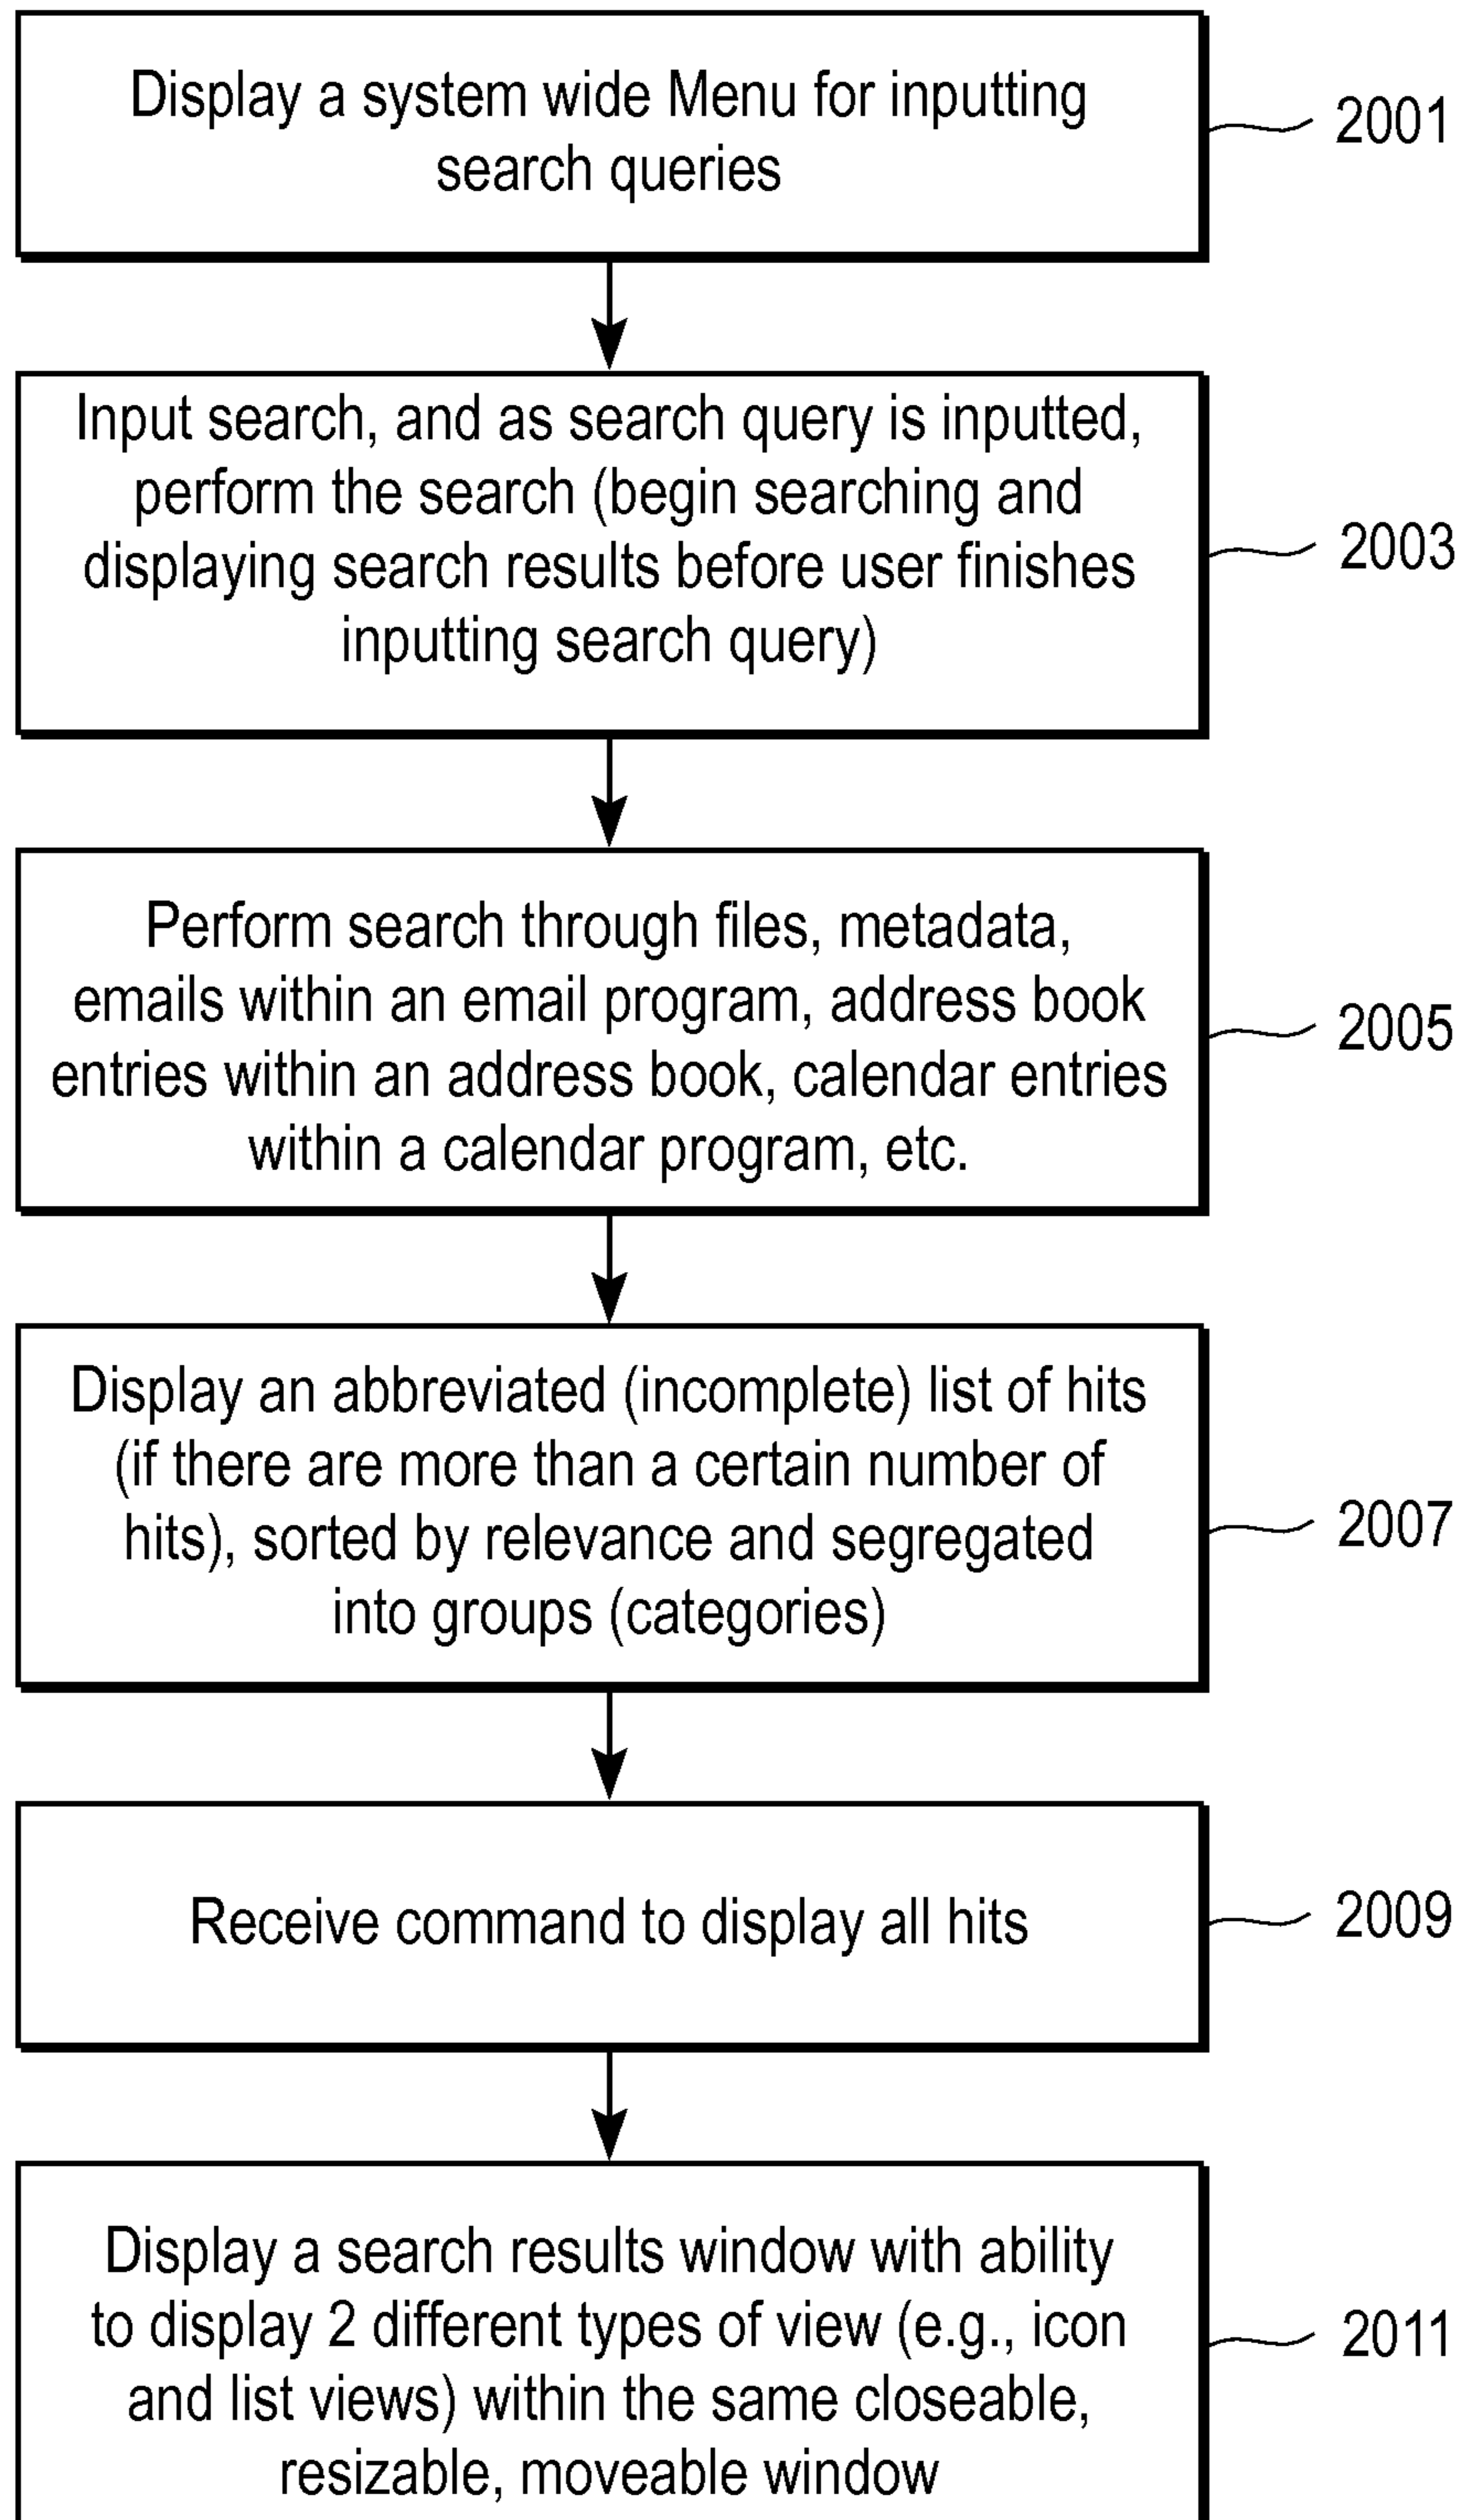 Display a system wide Menu for inputting
search queries
2001
Input search, and as search query is inputted,
perform the search (begin searching and
displaying search results before user finishes
inputting search query)
2003
Perform search through files, metadata,
emails within an email program, address book
entries within an address book, calendar entries
within a calendar program, etc.
2005
Display an abbreviated (incomplete) list of hits
(if there are more than a certain number of
hits), sorted by relevance and segregated
into groups (categories)
2007
Receive command to display all hits
2009
Display a search results window with ability
to display 2 different types of view (e.g., icon
and list views) within the same closeable,
resizable, moveable window
2011